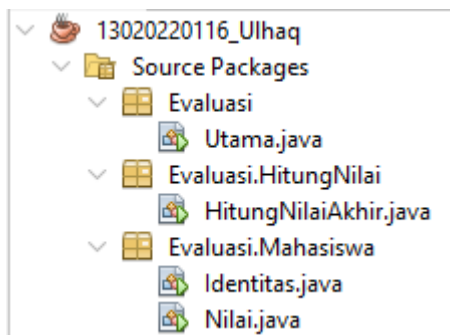 13020220116_Ulhaq
Source Packages
Evaluasi
Utama.java
Evaluasi.HitungNilai
HitungNilaiAkhir.java
Evaluasi.Mahasiswa
Identitas.java
Nilai.java